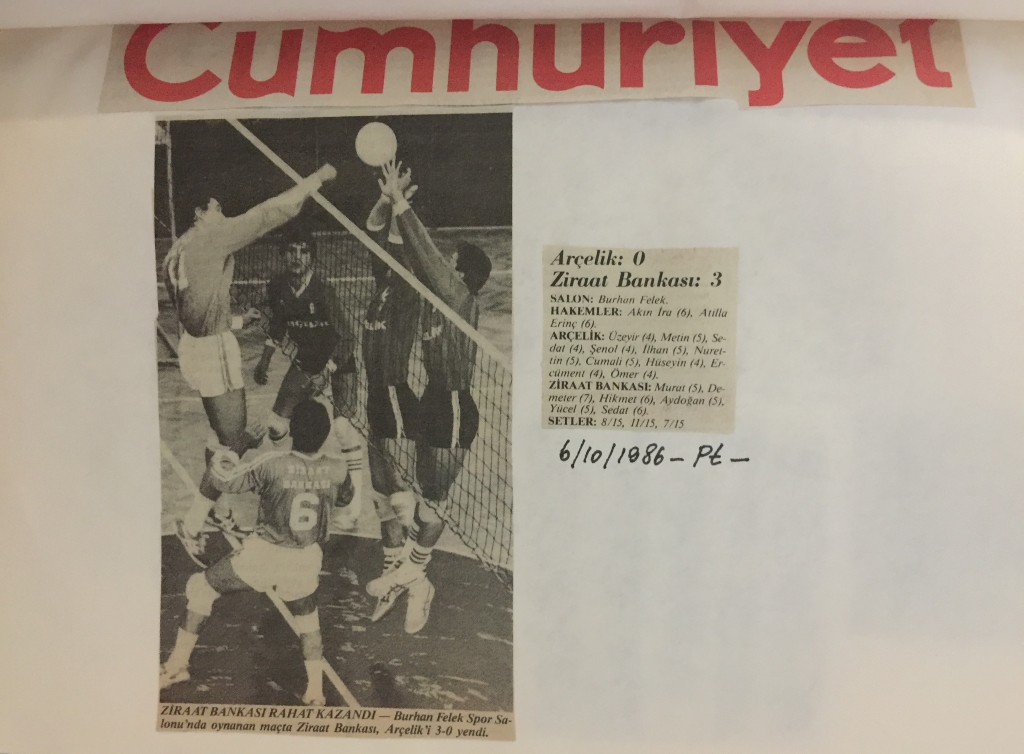 Cumhuriyet
ZİRAAT
BANKASI
6
ZİRAAT BANKASI RAHAT KAZANDI — Burhan Felek Spor Sa-
lonu'nda oynanan maçta Ziraat Bankası, Arçelik'i 3-0 yendi.
Arçelik: 0
Ziraat Bankası: 3
SALON: Burhan Felek.
HAKEMLER: Akın İra (6), Atilla
Erinç (6).
ARÇELİK: Üzeyir (4), Metin (5), Se-
dat (4), Şenol (4), İlhan (5), Nuret-
tin (5), Cumali (5), Hüseyin (4), Er-
cüment (4), Ömer (4).
ZİRAAT BANKASI: Murat (5), De-
meter (7), Hikmet (6), Aydoğan (5),
Yücel (5), Sedat (6).
SETLER: 8/15, 11/15, 7/15
6/10/1986 - Pt -